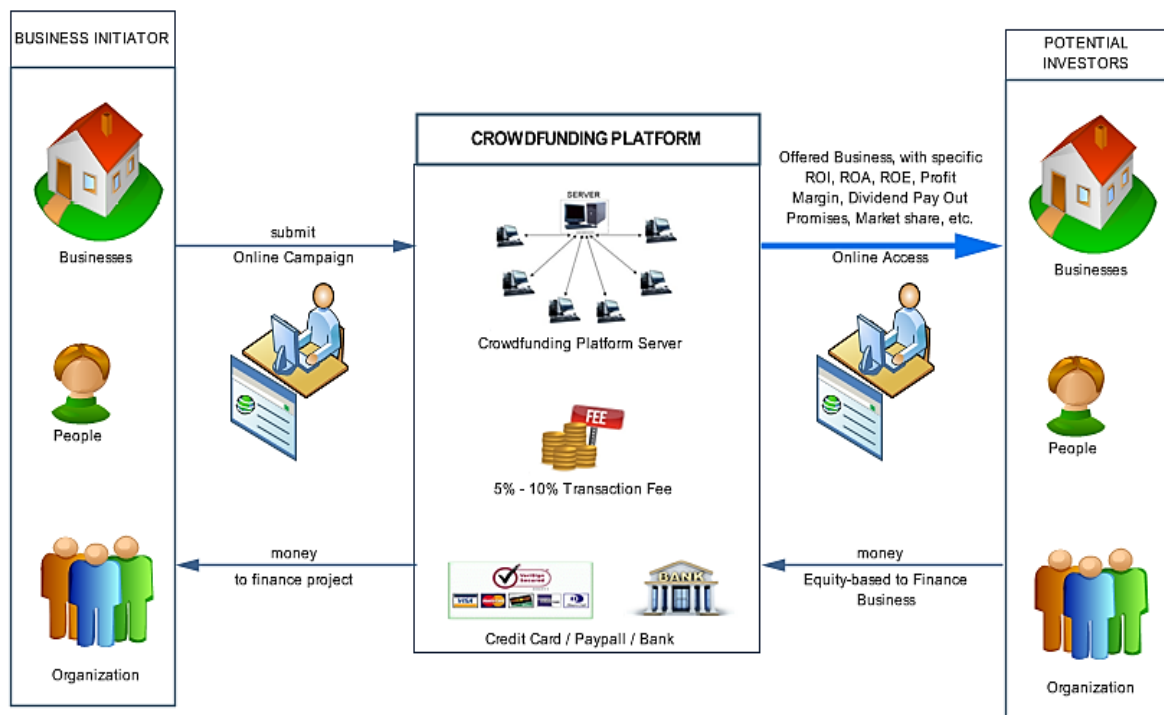 BUSINESS INITIATOR
Businesses
People
Organization
submit
Online Campaign
money
to finance project
CROWDFUNDING PLATFORM
SERVER
Crowdfunding Platform Server
FEE
5% - 10% Transaction Fee
VeriSign
Secured
VISA
BANK
Credit Card / Paypall / Bank
Offered Business, with specific
ROI, ROA, ROE, Profit
Margin, Dividend Pay Out
Promises, Market share, etc.
Online Access
money
Equity-based to Finance
Business
POTENTIAL
INVESTORS
Businesses
People
Organization